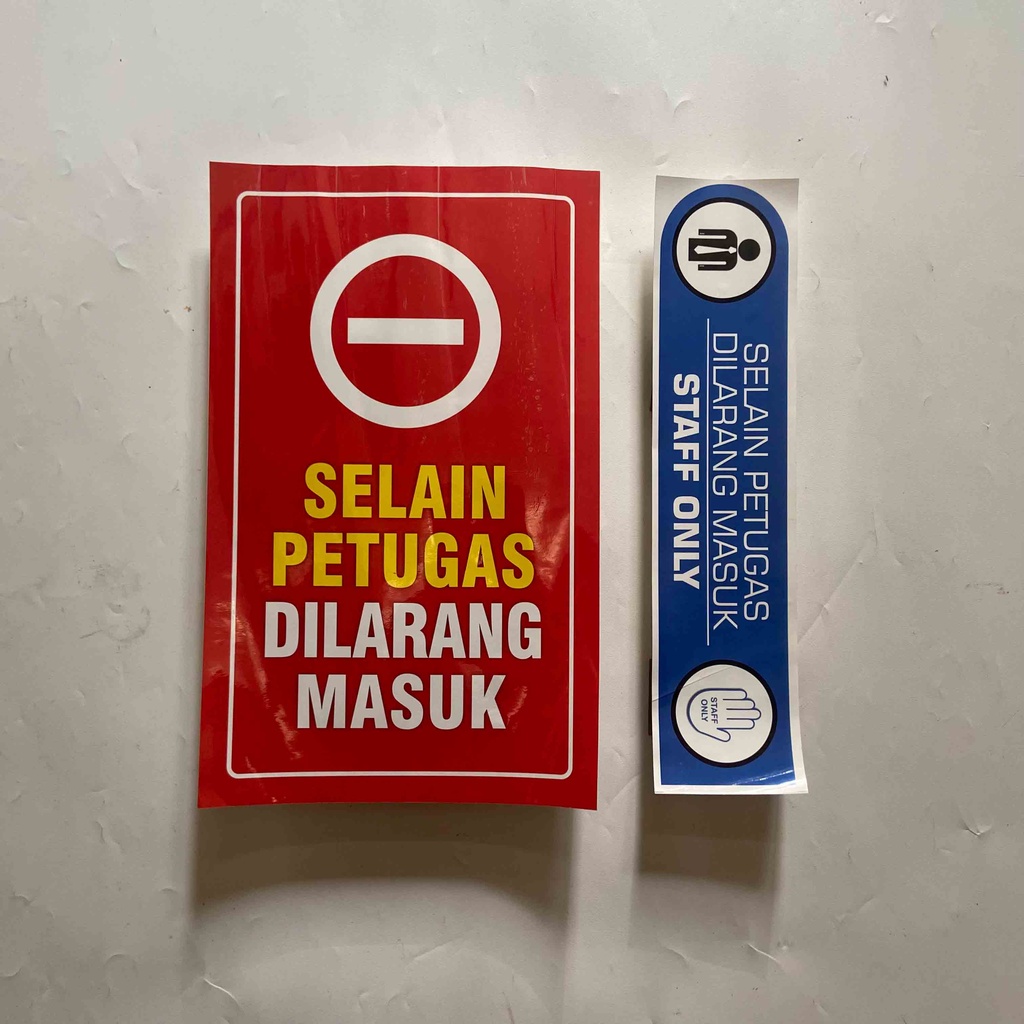 SELAIN
PETUGAS
DILARANG
MASUK
SELAIN PETUGAS
DILARANG MASUK
STAFF ONLY
STAFF
ONLY